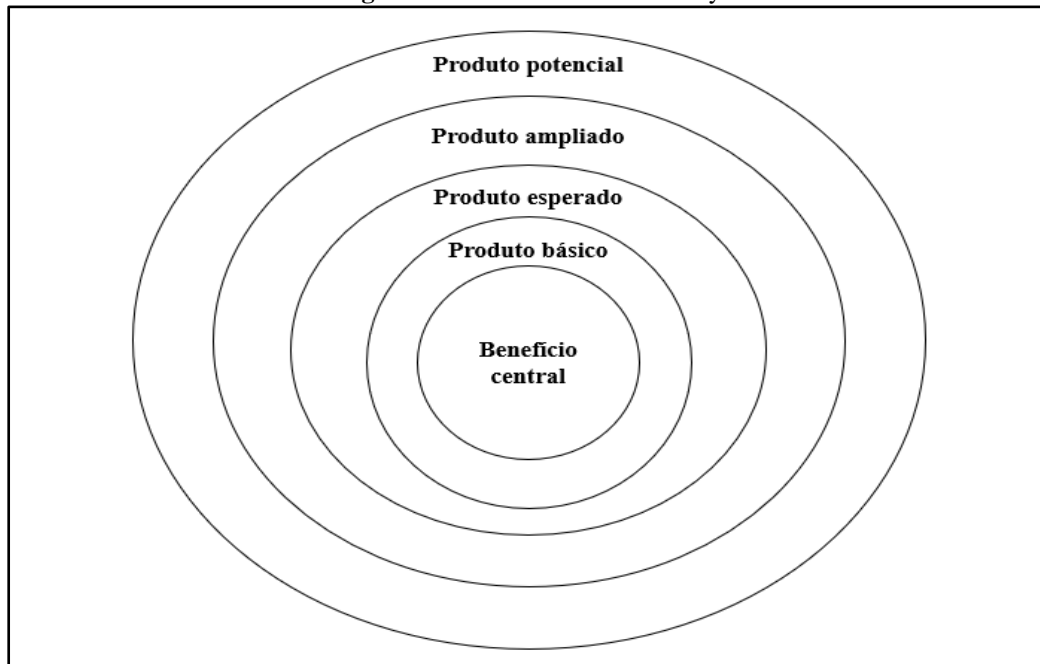 Produto potencial
Produto ampliado
Produto esperado
Produto básico
Benefício
central